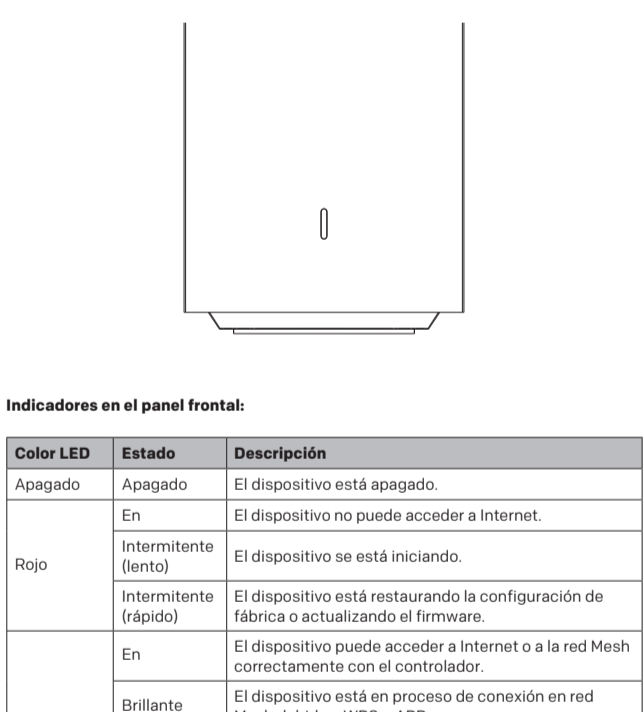 Indicadores en el panel frontal:
Color LED Estado Descripción
Apagado Apagado El dispositivo está apagado.
Rojo
En El dispositivo no puede acceder a Internet.
Intermitente
(lento)
El dispositivo se está iniciando.
Intermitente
(rápido)
El dispositivo está restaurando la configuración de
fábrica o actualizando el firmware.
En
El dispositivo puede acceder a Internet o a la red Mesh
correctamente con el controlador.
Brillante
El dispositivo está en proceso de conexión en red